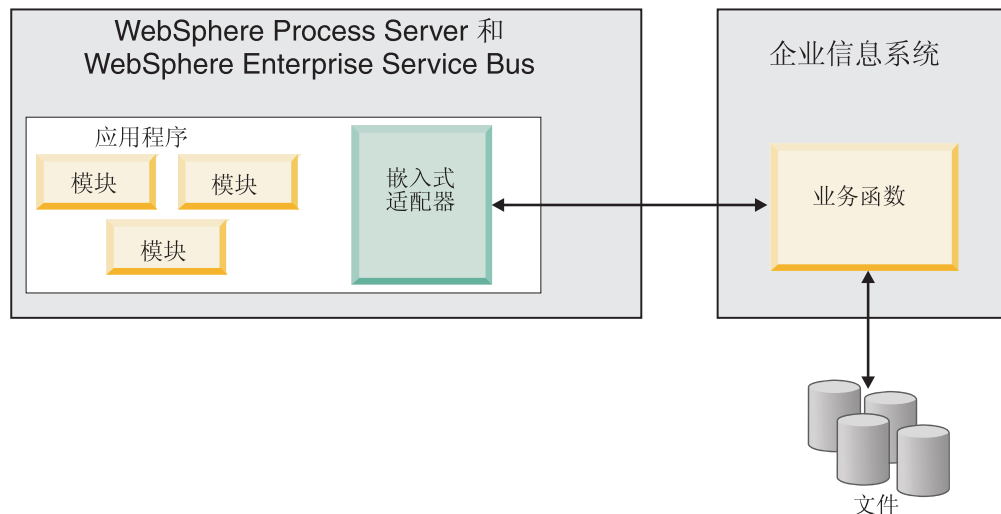 WebSphere Process Server 和
WebSphere Enterprise Service Bus
应用程序
模块
模块
模块
嵌入式
适配器
企业信息系统
业务函数
文件